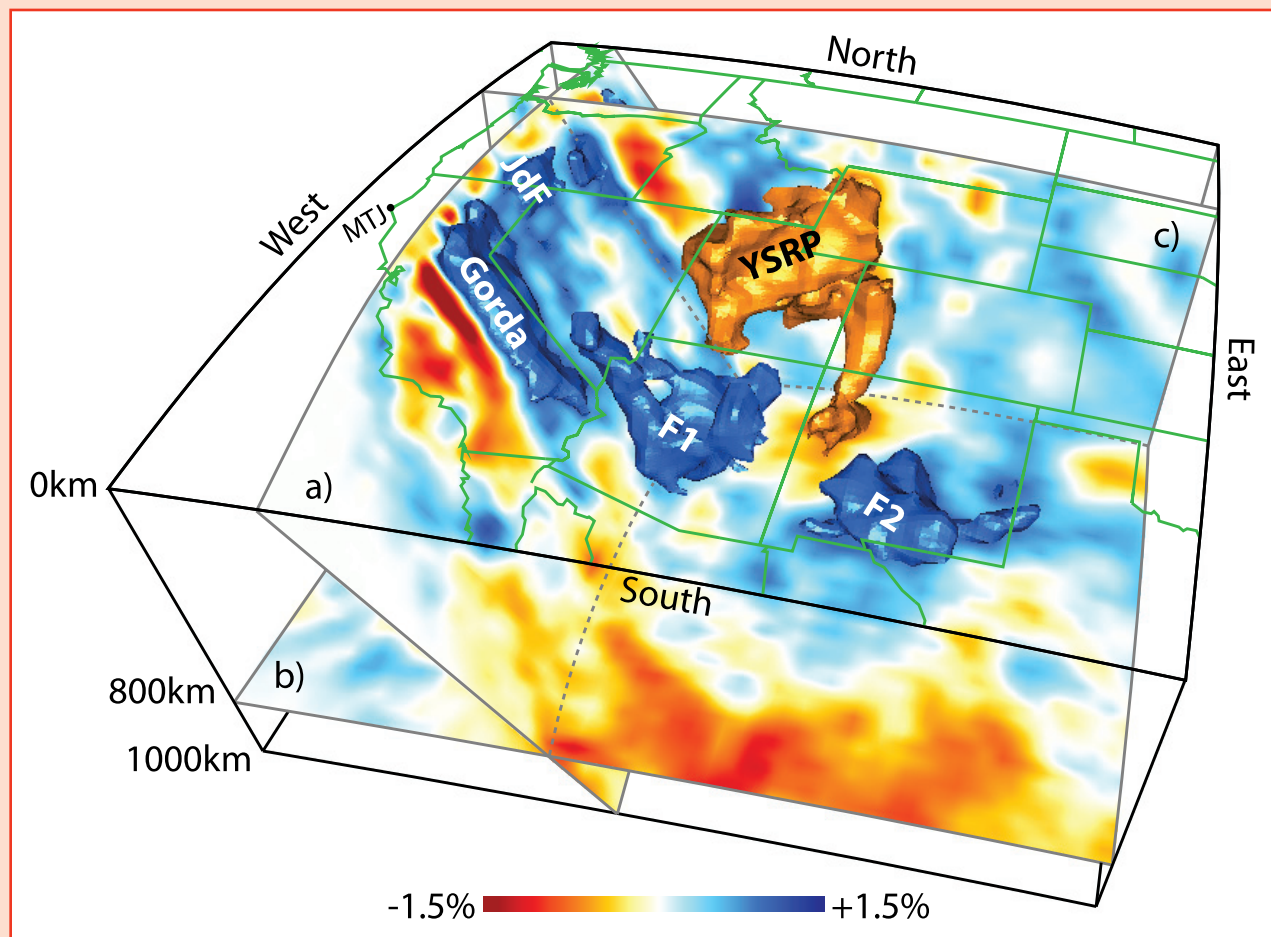 North
West
MTJ
JdF
YSRP
c)
Gorda
East
F1
0km
a)
F2
South
b)
800km
1000km
-1.5%
+1.5%